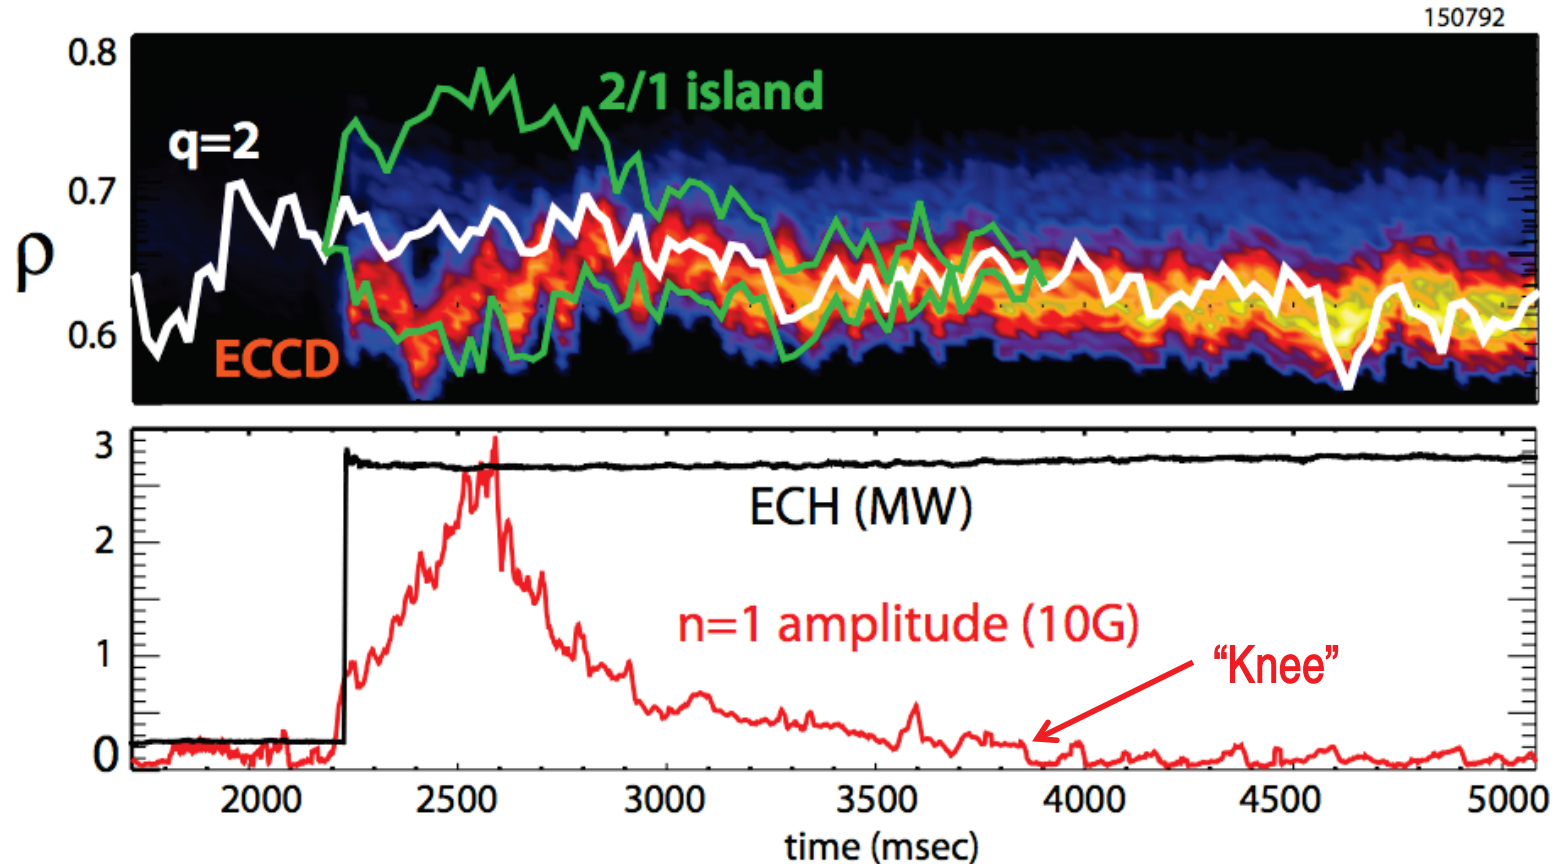 150792
0.8
2/1 island
q=2
0.7
ρ
0.6
ECCD
3
ECH (MW)
2
n=1 amplitude (10G)
1
“Knee”
0
2000 2500 3000 3500 4000 4500 5000
time (msec)